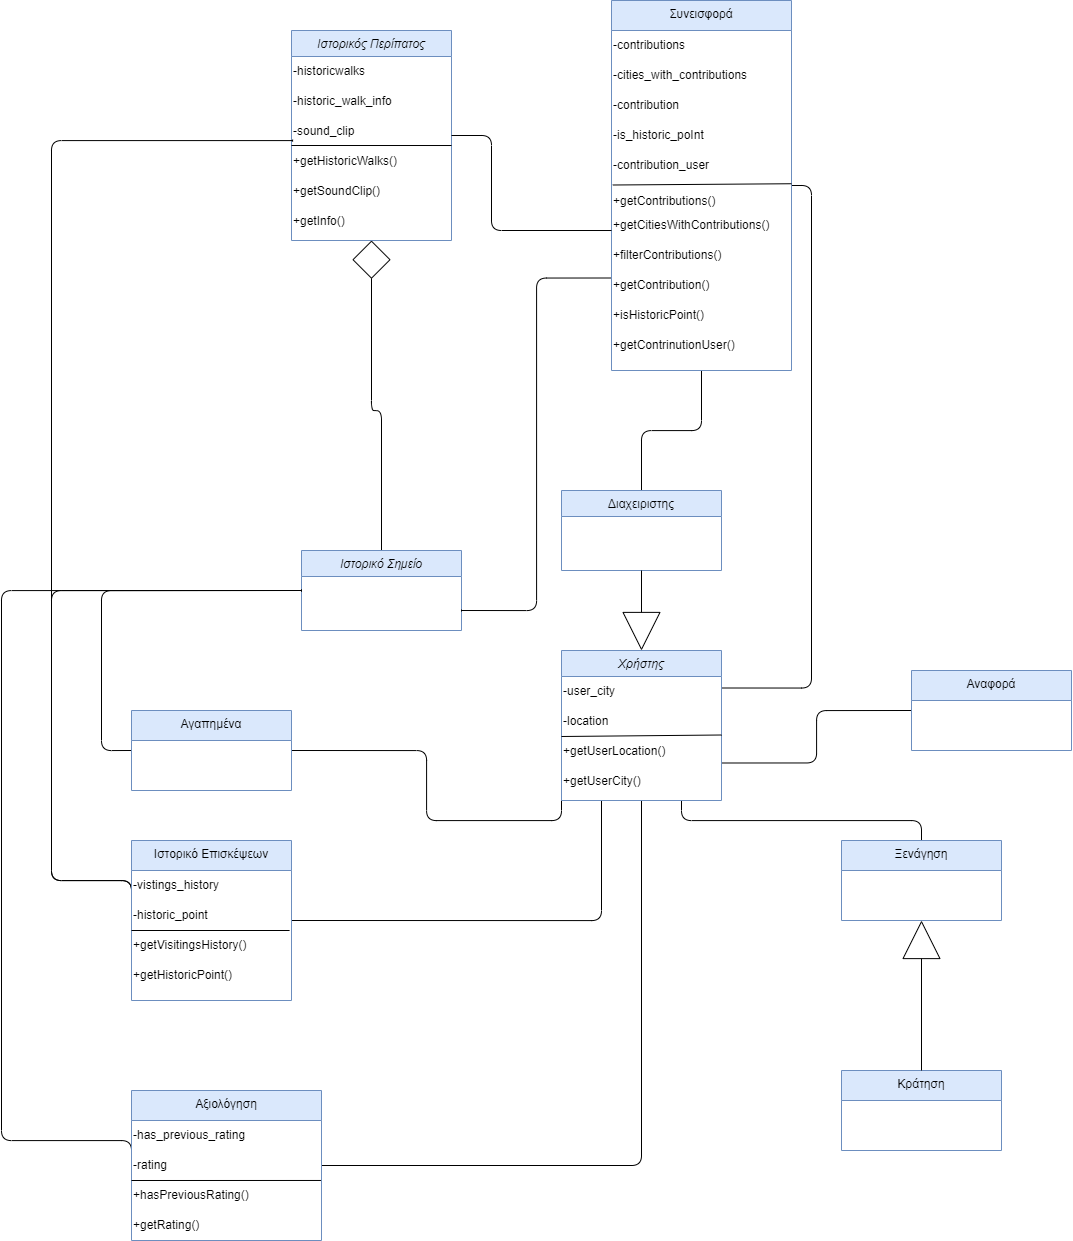 Ιστορικός Περίπατος
-historicwalks
-historic_walk_info
-sound_clip
+getHistoricWalks()
+getSoundClip()
+getInfo()
Συνεισφορά
-contributions
-cities_with_contributions
-contribution
-is_historic_poInt
-contribution_user
+getContributions()
+getCitiesWithContributions()
+filterContributions()
+getContribution()
+isHistoricPoint()
+getContrinutionUser()
Διαχειριστης
Ιστορικό Σημείο
Χρήστης
-user_city
-location
+getUserLocation()
+getUserCity()
Αναφορά
Αγαπημένα
Ιστορικό Επισκέψεων
-vistings_history
-historic_point
+getVisitingsHistory()
+getHistoricPoint()
Ξενάγηση
Κράτηση
Αξιολόγηση
-has_previous_rating
-rating
+hasPreviousRating()
+getRating()